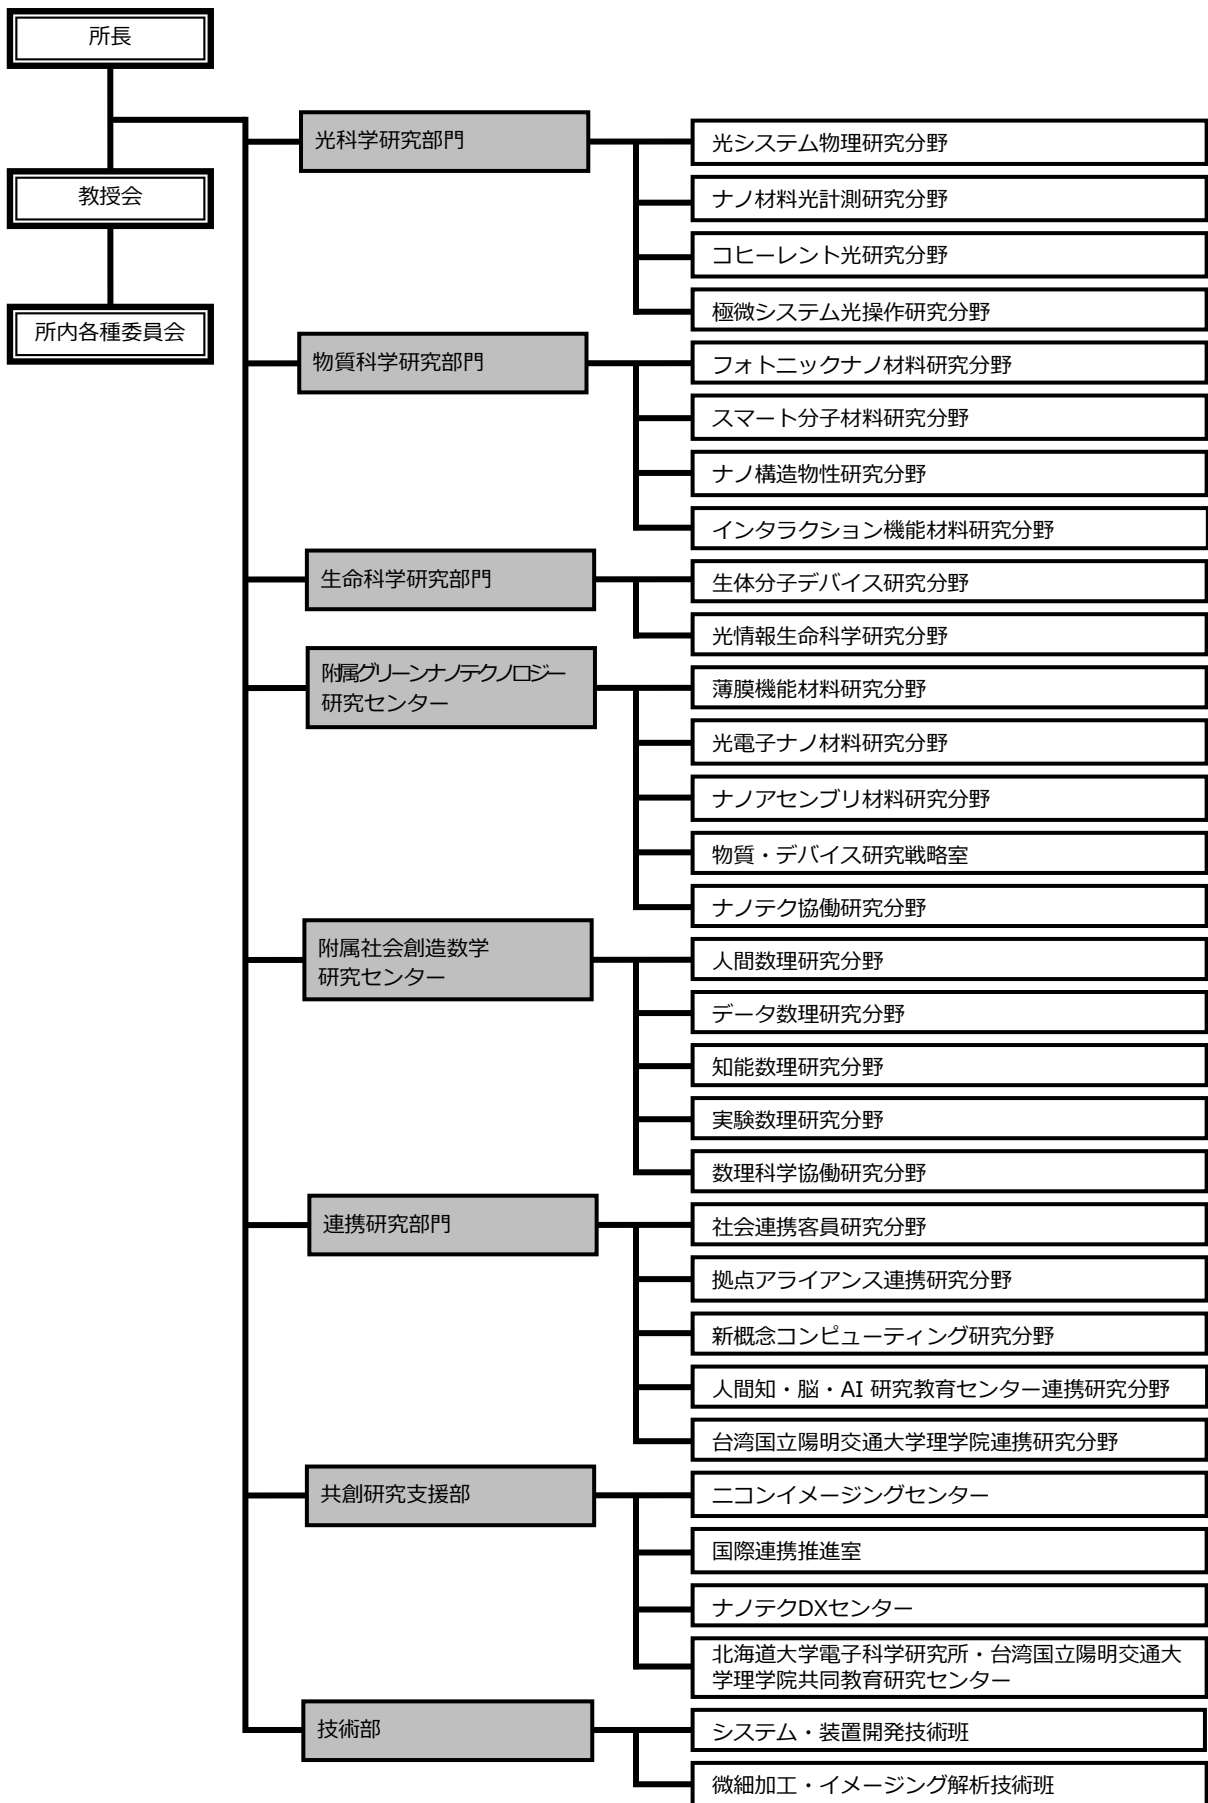 所長
教授会
所内各種委員会
光科学研究部門
光システム物理研究分野
ナノ材料光計測研究分野
コヒーレント光研究分野
極微システム光操作研究分野
物質科学研究部門
フォトニックナノ材料研究分野
スマート分子材料研究分野
ナノ構造物性研究分野
インタラクション機能材料研究分野
生命科学研究部門
生体分子デバイス研究分野
光情報生命科学研究分野
附属グリーンナノテクノロジー
研究センター
薄膜機能材料研究分野
光電子ナノ材料研究分野
ナノアセンブリ材料研究分野
物質・デバイス研究戦略室
ナノテク協働研究分野
附属社会創造数学
研究センター
人間数理研究分野
データ数理研究分野
知能数理研究分野
実験数理研究分野
数理科学協働研究分野
連携研究部門
社会連携客員研究分野
拠点アライアンス連携研究分野
新概念コンピューティング研究分野
人間知・脳・AI 研究教育センター連携研究分野
台湾国立陽明交通大学理学院連携研究分野
共創研究支援部
ニコンイメージングセンター
国際連携推進室
ナノテクDXセンター
北海道大学電子科学研究所・台湾国立陽明交通大
学理学院共同教育研究センター
技術部
システム・装置開発技術班
微細加工・イメージング解析技術班